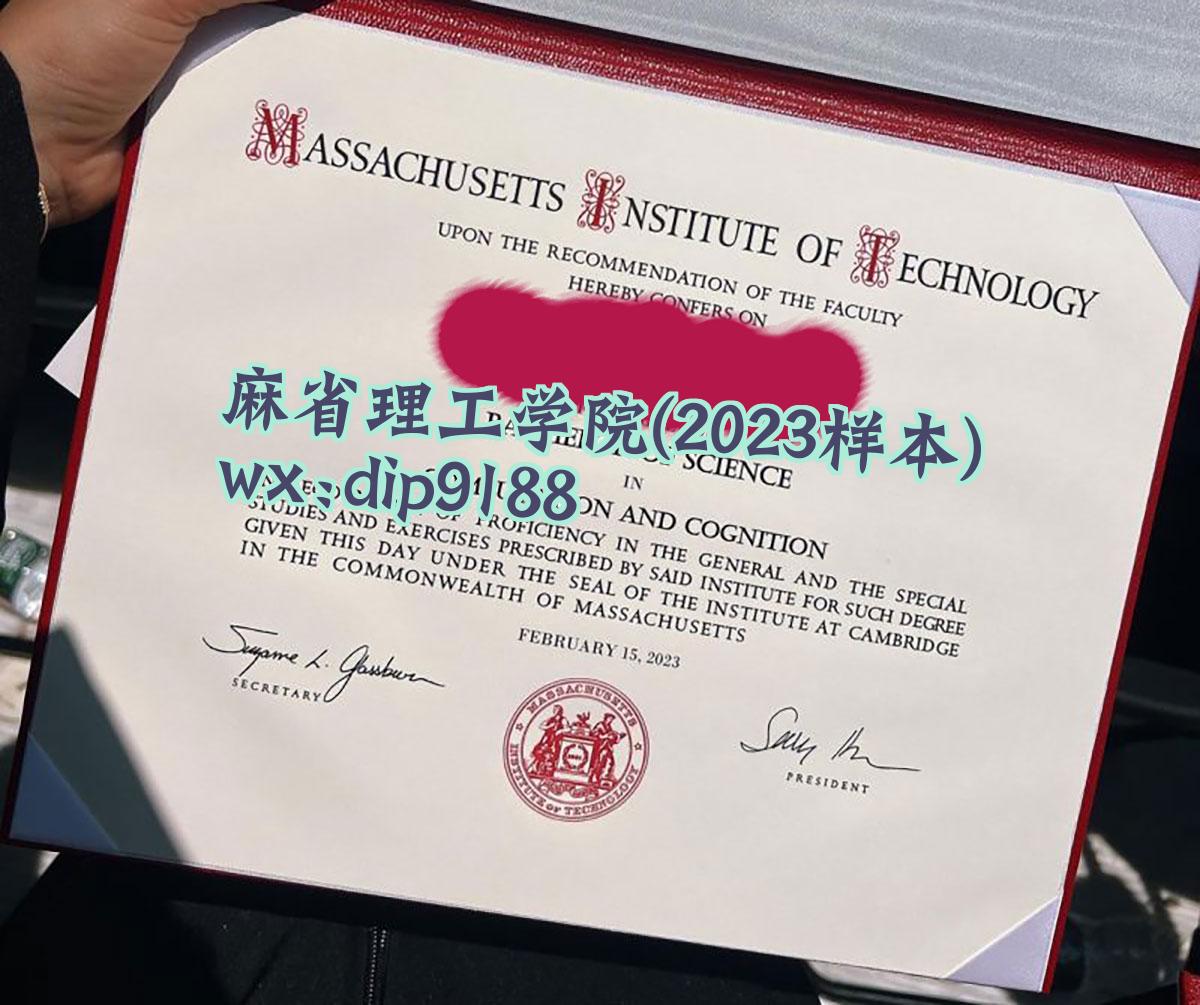 MASSACHUSETTS INSTITUTE OF TECHNOLOGY
UPON THE RECOMMENDATION OF THE FACULTY
HEREBY CONFERS ON
麻省理工学院(2023样本)
SCIENCE
IN
wx:dip9188
AND COGNITION
OF PROFICIENCY IN THE GENERAL AND THE SPECIAL
STUDIES AND EXERCISES PRESCRIBED BY SAID INSTITUTE FOR SUCH DEGREE
GIVEN THIS DAY UNDER THE SEAL OF THE INSTITUTE AT CAMBRIDGE
IN THE COMMONWEALTH OF MASSACHUSETTS
FEBRUARY 15, 2023
Suzanne L. Glassburn
SECRETARY
MASSACHUSETTS
INSTITUTE OF TECHNOLOGY
PRESIDENT